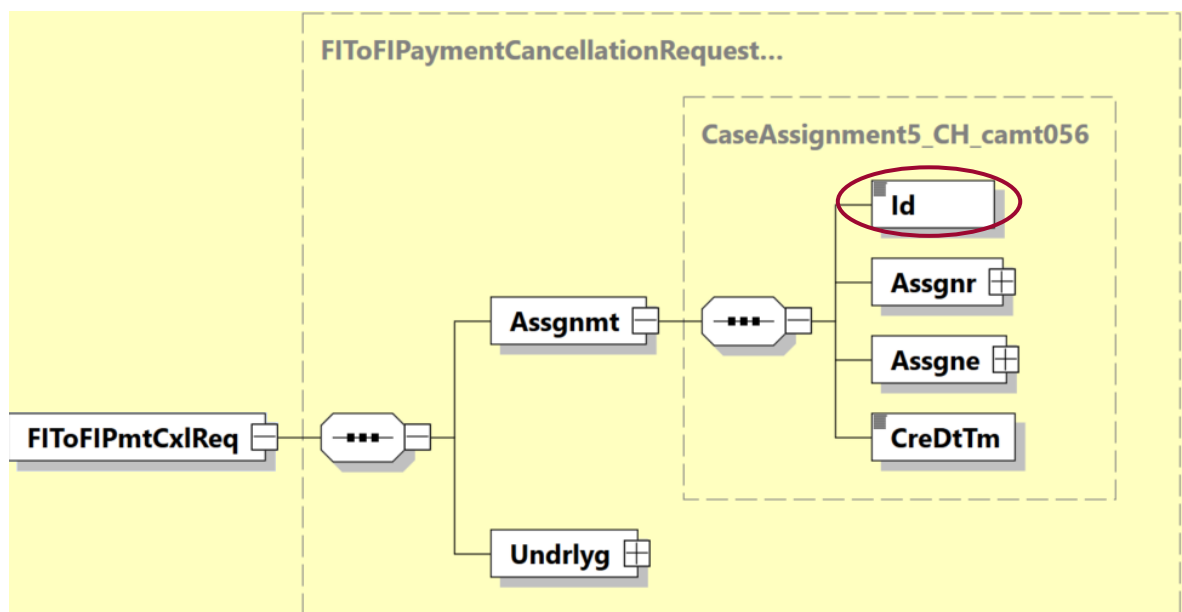 FIToFIPaymentCancellationRequest...
CaseAssignment5_CH_camt056
Id
Assgnr
Assgne
CreDtTm
Assgnmt
FIToFIPmtCxlReq
Undrlyg